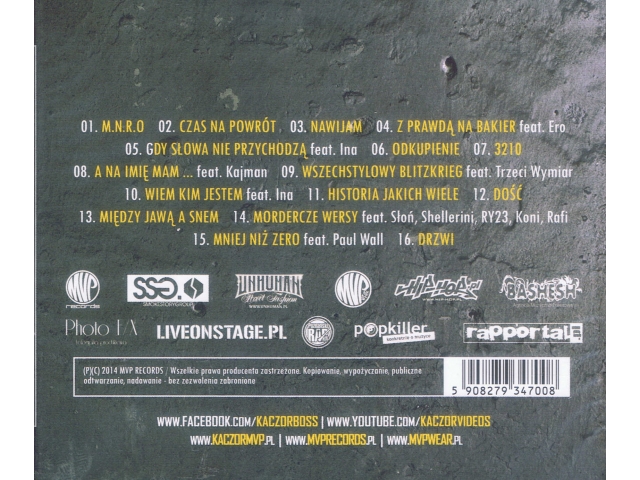 01. M.N.R.O 02. CZAS NA POWRÓT 03. NAWIJAM 04. Z PRAWDĄ NA BAKIER feat. Ero
05. GDY SŁOWA NIE PRZYCHODZĄ feat. Ina 06. ODKUPIENIE 07. 3210
08. A NA IMIĘ MAM ... feat. Kajman 09. WSZECHSTYLOWY BLITZKRIEG feat. Trzeci Wymiar
10. WIEM KIM JESTEM feat. Ina 11. HISTORIA JAKICH WIELE 12. DOŚĆ
13. MIĘDZY JAWĄ A SNEM 14. MORDERCZE WERSY feat. Słoń, Shellerini, RY23, Koni, Rafi
15. MNIEJ NIŻ ZERO feat. Paul Wall 16. DRZWI
MVP records SSG. SMOKESTORYGROUP UNHUMAN MVP
Photo LIVEONSTAGE.PL popkiller rapportal
(P)(C) 2014 MVP RECORDS / Wszelkie prawa producenta zastrzeżone. Kopiowanie, wypożyczanie, publiczne
odtwarzanie, nadawanie - bez zezwolenia zabronione
5 908279 347008
WWW.FACEBOOK.COM/KACZORBOSS | WWW.YOUTUBE.COM/KACZORVIDEOS
WWW.KACZORMVP.PL | WWW.MVPRECORDS.PL | WWW.MVPWEAR.PL